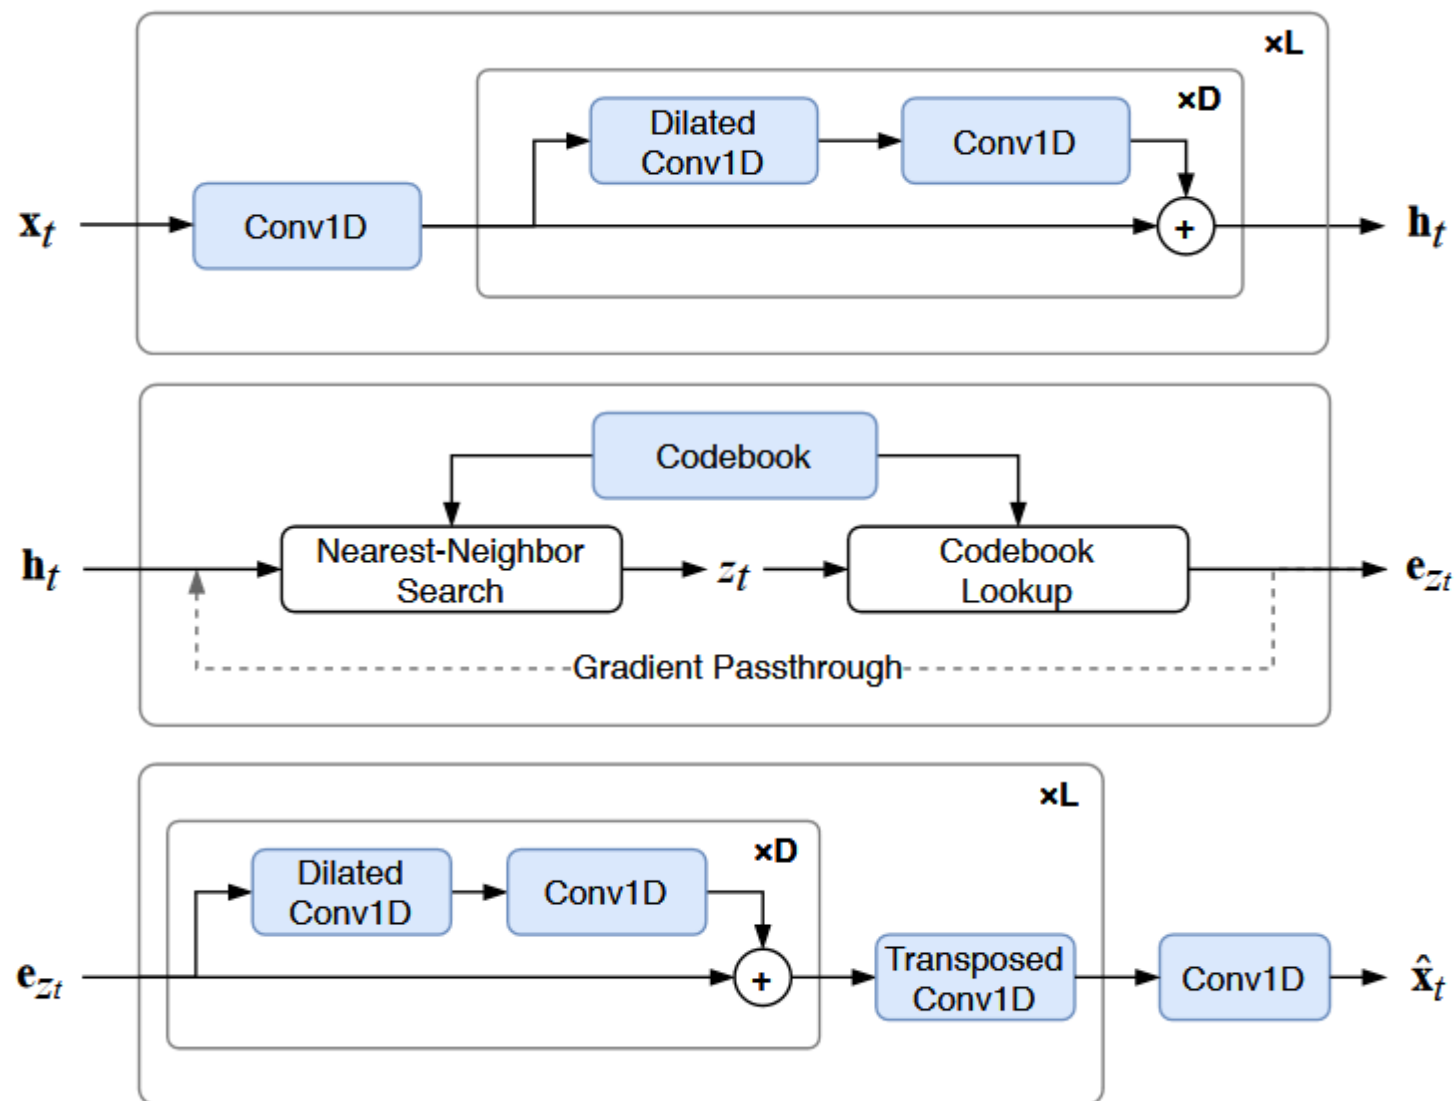 ×L
×D
Dilated
Conv1D
Conv1D
x_t
Conv1D
+
h_t
Codebook
h_t
Nearest-Neighbor
Search
z_t
Codebook
Lookup
e_{z_t}
Gradient Passthrough
×L
×D
Dilated
Conv1D
Conv1D
e_{z_t}
+
Transposed
Conv1D
Conv1D
x̂_t